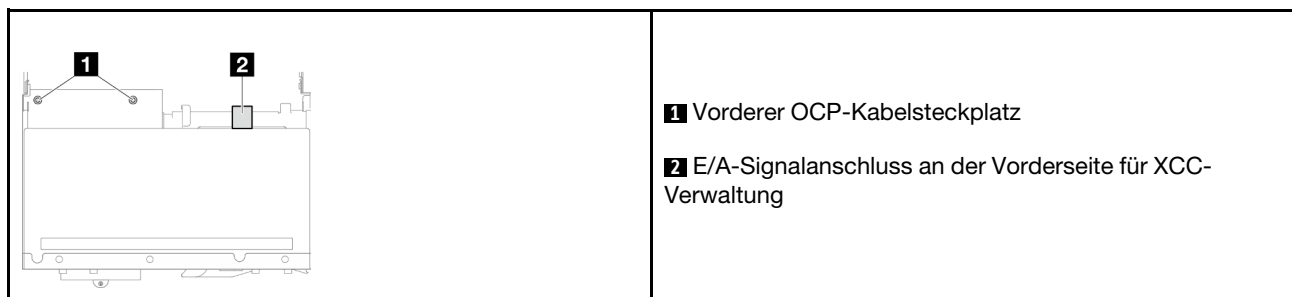 1
2
1 Vorderer OCP-Kabelsteckplatz
2 E/A-Signalanschluss an der Vorderseite für XCC-
Verwaltung